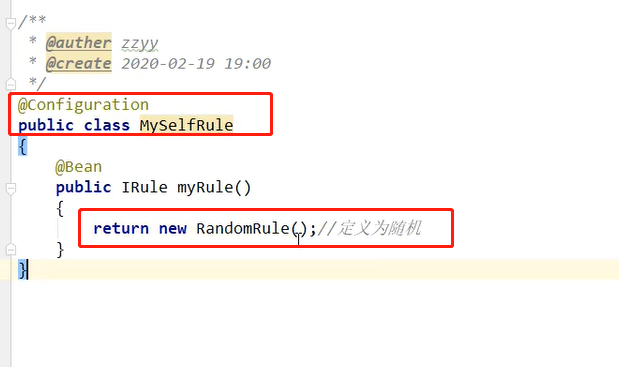 /**
 * @auther zzyy
 * @create 2020-02-19 19:00
 */
@Configuration
public class MySelfRule
{
    @Bean
    public IRule myRule()
    {
        return new RandomRule();//定义为随机
    }
}